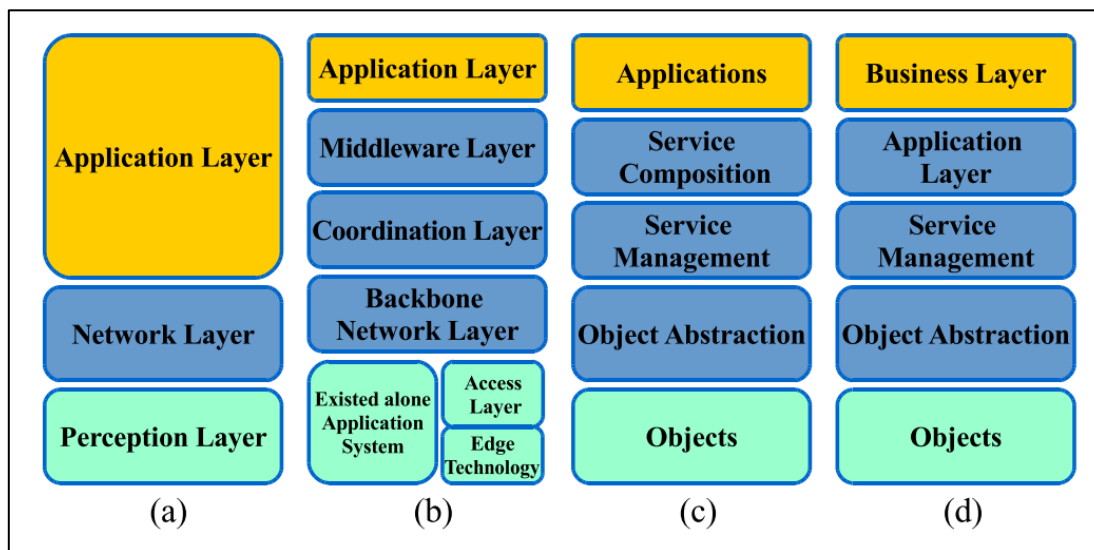 Application Layer
Network Layer
Perception Layer
(a)
Application Layer
Middleware Layer
Coordination Layer
Backbone
Network Layer
Existed alone
Application
System
Access
Layer
Edge
Technology
(b)
Applications
Service
Composition
Service
Management
Object Abstraction
Objects
(c)
Business Layer
Application
Layer
Service
Management
Object Abstraction
Objects
(d)